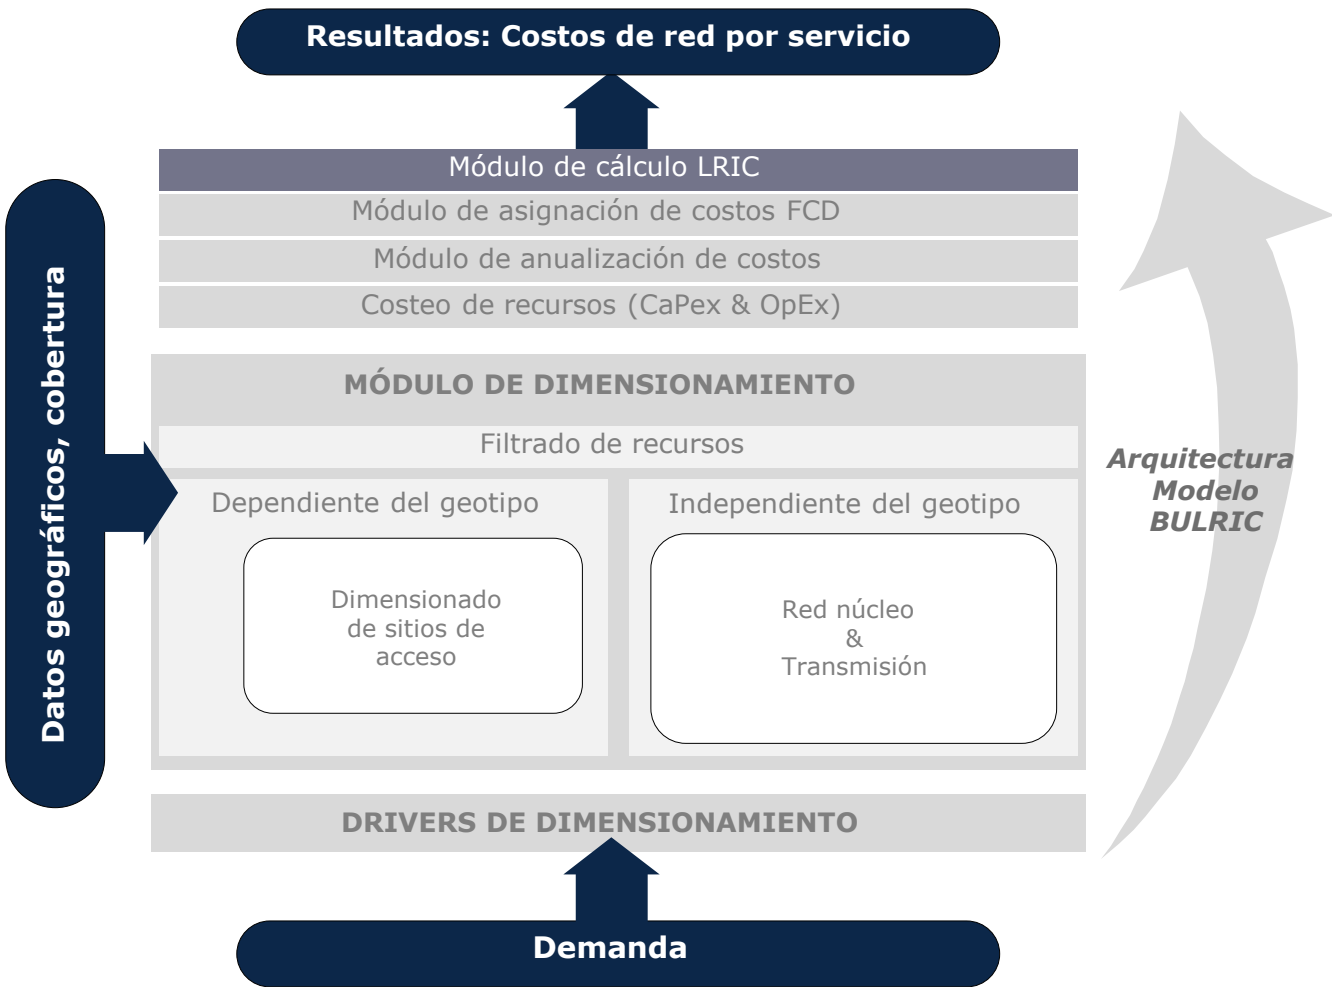 Resultados: Costos de red por servicio
Módulo de cálculo LRIC
Módulo de asignación de costos FCD
Módulo de anualización de costos
Costeo de recursos (CaPex & OpEx)
Datos geográficos, cobertura
MÓDULO DE DIMENSIONAMIENTO
Filtrado de recursos
Dependiente del geotipo
Dimensionado
de sitios de
acceso
Independiente del geotipo
Red núcleo
&
Transmisión
Arquitectura
Modelo
BULRIC
DRIVERS DE DIMENSIONAMIENTO
Demanda